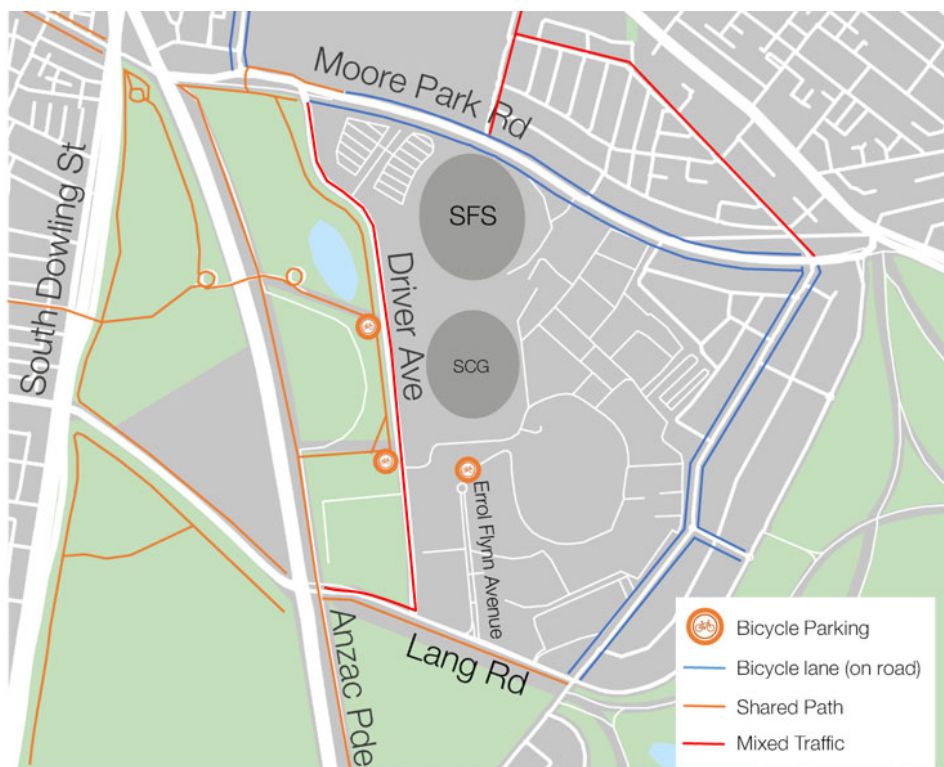 Moore Park Rd
South Dowling St
SFS
Driver Ave
SCG
Errol Flynn Avenue
Anzac Pde
Lang Rd
Bicycle Parking
Bicycle lane (on road)
Shared Path
Mixed Traffic